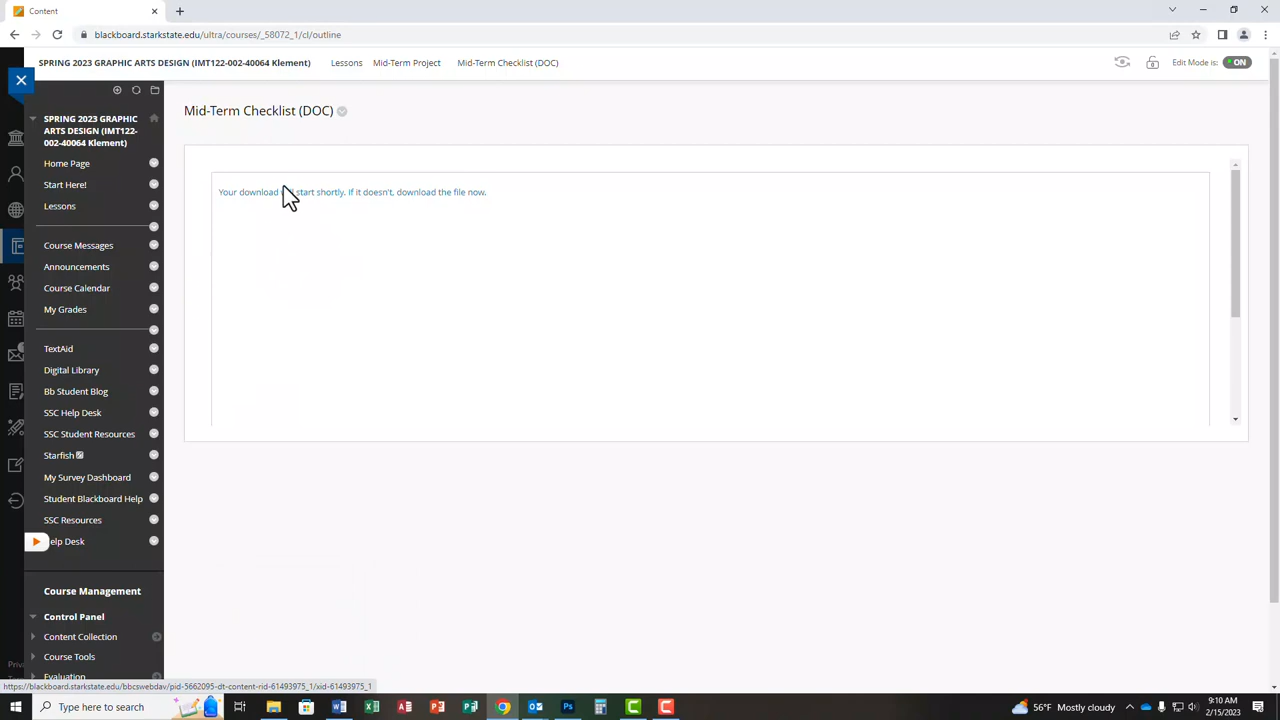 Content
blackboard.starkstate.edu/ultra/courses/_58072_1/cl/outline
SPRING 2023 GRAPHIC ARTS DESIGN (IMT122-002-40064 Klement)
Lessons
Mid-Term Project
Mid-Term Checklist (DOC)
Edit Mode is:
ON
SPRING 2023 GRAPHIC
ARTS DESIGN (IMT122-
002-40064 Klement)
Home Page
Start Here!
Lessons
Course Messages
Announcements
Course Calendar
My Grades
TextAid
Digital Library
Bb Student Blog
SSC Help Desk
SSC Student Resources
Starfish
My Survey Dashboard
Student Blackboard Help
SSC Resources
elp Desk
Course Management
Control Panel
Content Collection
Course Tools
Evaluation
Mid-Term Checklist (DOC)
Your download start shortly. If it doesn't, download the file now.
Priva
https://blackboard.starkstate.edu/bbcswebdav/pid-5662095-dt-content-rid-61493975_1/xid-61493975_1
Type here to search
56°F Mostly cloudy
9:10 AM
2/15/2023